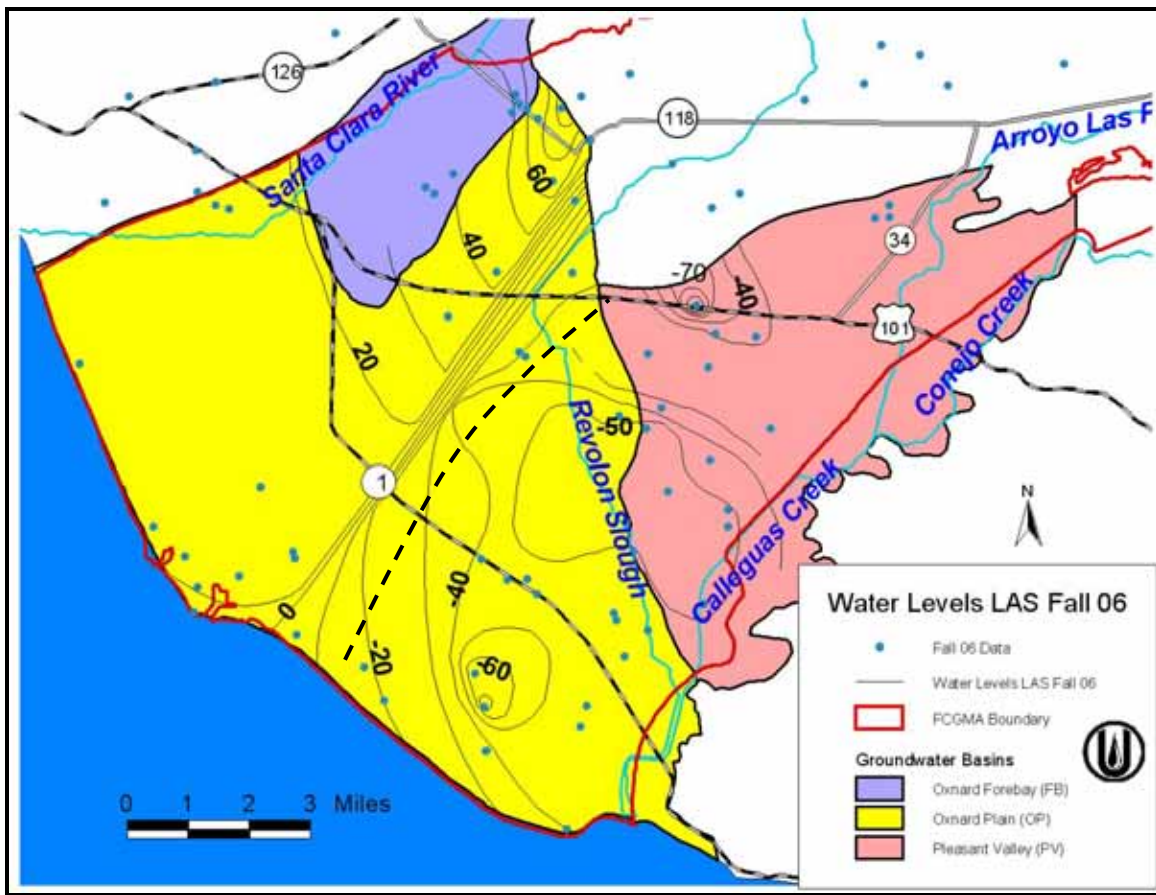 126
Santa Clara River
118
Arroyo Las P
60
40
34
-70
-40
101
20
Conejo Creek
Revolon Slough
-50
1
Calleguas Creek
N
-40
0
-20
-60
Water Levels LAS Fall 06
Fall 06 Data
Water Levels LAS Fall 06
FCGMA Boundary
Groundwater Basins
Oxnard Forebay (FB)
Oxnard Plain (OP)
Pleasant Valley (PV)
U
0 1 2 3 Miles